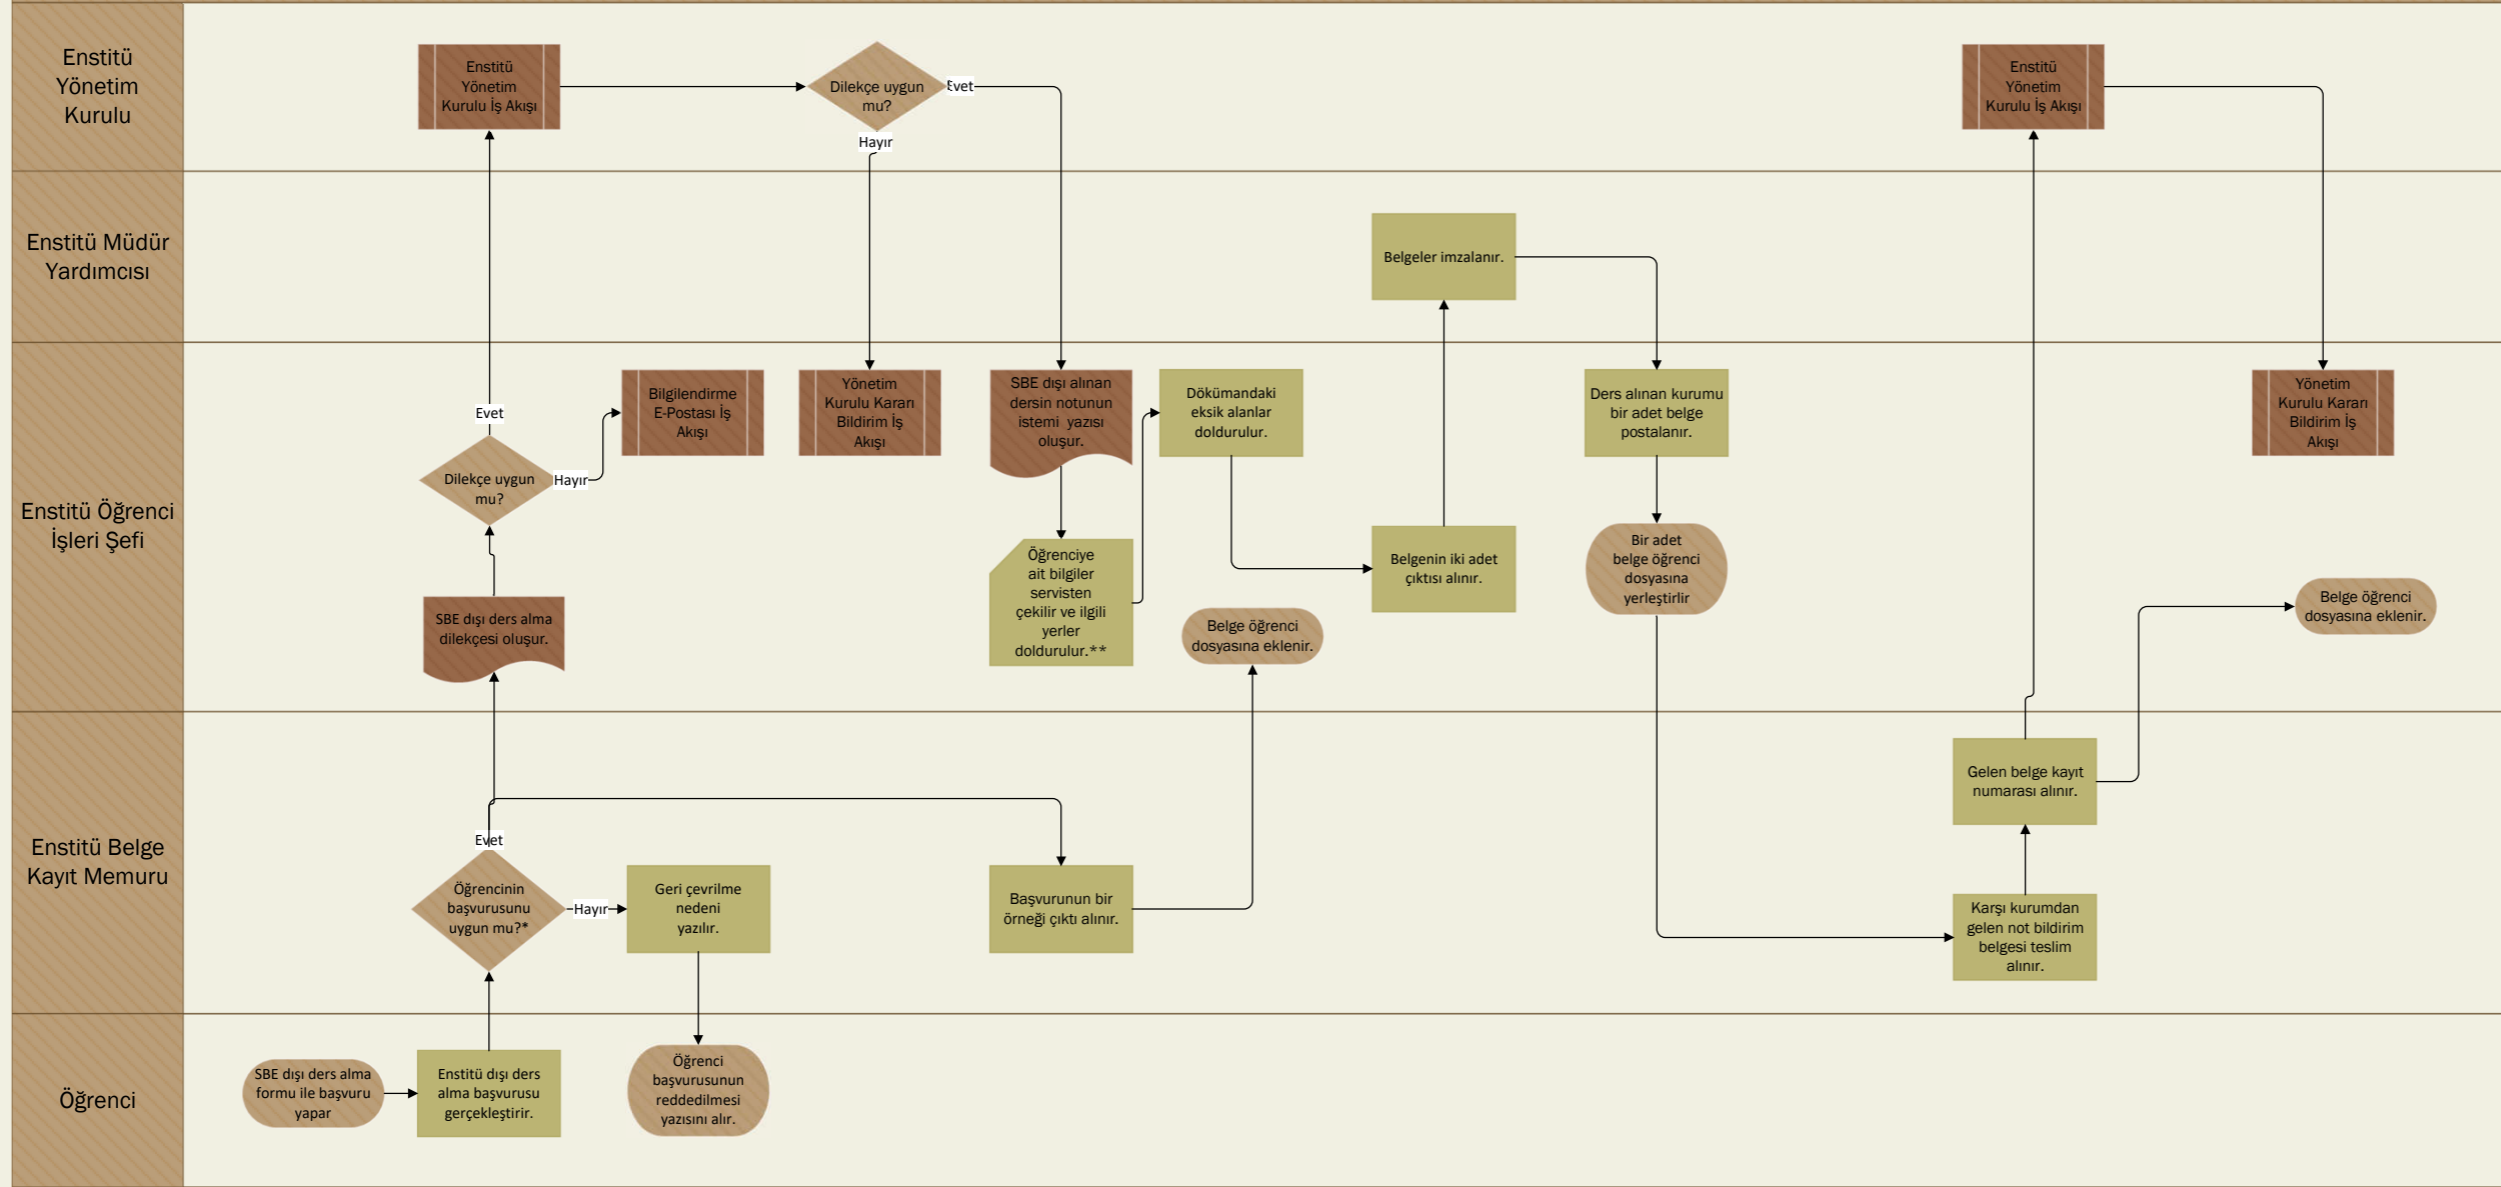 Enstitü
Yönetim
Kurulu
Enstitü
Yönetim
Kurulu İş Akışı
Dilekçe uygun
mu?
Evet
Hayır
Enstitü
Yönetim
Kurulu İş Akışı
Enstitü Müdür
Yardımcısı
Belgeler imzalanır.
Enstitü Öğrenci
İşleri Şefi
Evet
Dilekçe uygun
mu?
Hayır
Bilgilendirme
E-Postası İş
Akışı
Yönetim
Kurulu Kararı
Bildirim İş
Akışı
SBE dışı alınan
dersin notunun
istemi yazısı
oluşur.
Dökümandaki
eksik alanlar
doldurulur.
Ders alınan kurumu
bir adet belge
postalanır.
Yönetim
Kurulu Kararı
Bildirim İş
Akışı
SBE dışı ders alma
dilekçesi oluşur.
Öğrenciye
ait bilgiler
servisten
çekilir ve ilgili
yerler
doldurulur.**
Belgenin iki adet
çıktısı alınır.
Bir adet
belge öğrenci
dosyasına
yerleştirlir
Belge öğrenci
dosyasına eklenir.
Belge öğrenci
dosyasına eklenir.
Enstitü Belge
Kayıt Memuru
Evet
Öğrencinin
başvurusunu
uygun mu?*
Hayır
Geri çevrilme
nedeni
yazılır.
Başvurunun bir
örneği çıktı alınır.
Gelen belge kayıt
numarası alınır.
Karşı kurumdan
gelen not bildirim
belgesi teslim
alınır.
Öğrenci
SBE dışı ders alma
formu ile başvuru
yapar
Enstitü dışı ders
alma başvurusu
gerçekleştirir.
Öğrenci
başvurusunun
reddedilmesi
yazısını alır.